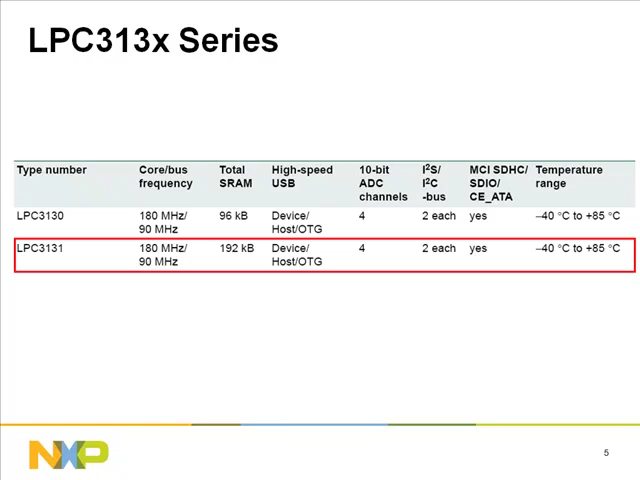 LPC313x Series
Type number Core/bus frequency Total SRAM High-speed USB 10-bit ADC channels I2S/ I2C -bus MCI SDHC/ SDIO/ CE_ATA Temperature range
LPC3130 180 MHz/ 90 MHz 96 kB Device/ Host/OTG 4 2 each yes –40 °C to +85 °C
LPC3131 180 MHz/ 90 MHz 192 kB Device/ Host/OTG 4 2 each yes –40 °C to +85 °C
NXP
5